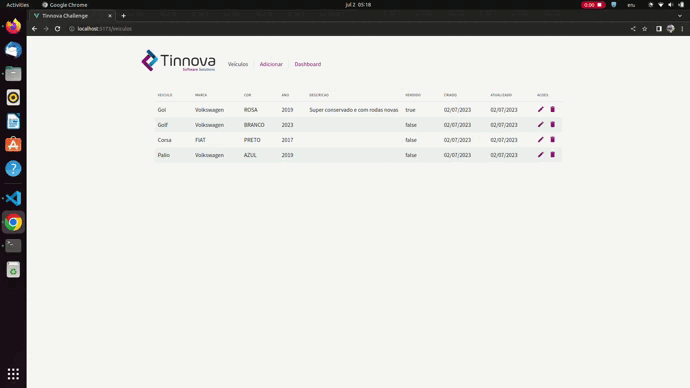 Activities Google Chrome jul 2 05:18 0:00
Tinnova Challenge
localhost:5173/veiculos
Tinnova
Software Solutions
Veículos Adicionar Dashboard
VEICULO MARCA COR ANO DESCRICAO VENDIDO CRIADO ATUALIZADO ACOES
Gol Volkswagen ROSA 2019 Super conservado e com rodas novas true 02/07/2023 02/07/2023
Golf Volkswagen BRANCO 2023 false 02/07/2023 02/07/2023
Corsa FIAT PRETO 2017 false 02/07/2023 02/07/2023
Palio Volkswagen AZUL 2019 false 02/07/2023 02/07/2023